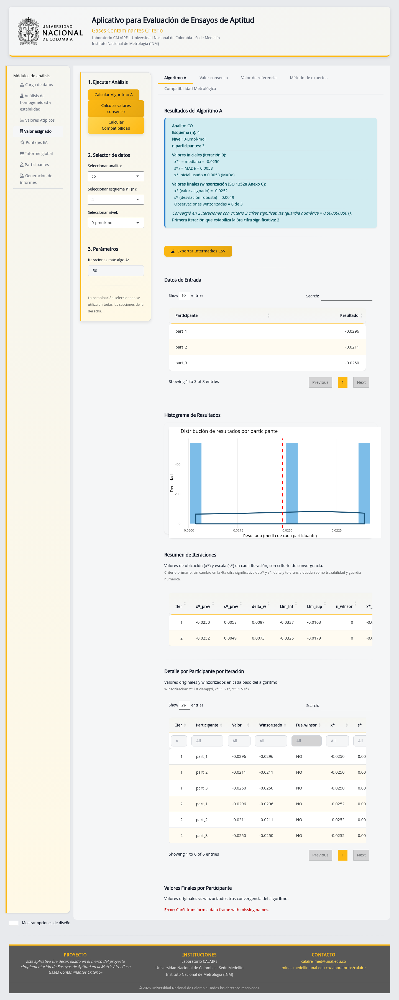 UNIVERSIDAD
NACIONAL
DE COLOMBIA
Aplicativo para Evaluación de Ensayos de Aptitud
Gases Contaminantes Criterio
Laboratorio CALAIRE | Universidad Nacional de Colombia - Sede Medellín
Instituto Nacional de Metrología (INM)
Módulos de análisis
Carga de datos
Análisis de
homogeneidad y
estabilidad
Valores Atípicos
Valor asignado
Puntajes EA
Informe global
Participantes
Generación de
informes
1. Ejecutar Análisis
Calcular Algoritmo A
Calcular valores
consenso
Calcular
Compatibilidad
2. Selector de datos
Seleccionar analito:
co
Seleccionar esquema PT (n):
4
Seleccionar nivel:
0-μmol/mol
3. Parámetros
Iteraciones máx Algo A:
50
La combinación seleccionada se
utiliza en todas las secciones de la
derecha.
Algoritmo A Valor consenso Valor de referencia Método de expertos
Compatibilidad Metrológica
Resultados del Algoritmo A
Analito: CO
Esquema (n): 4
Nivel: 0-μmol/mol
n participantes: 3
Valores iniciales (Iteración 0):
x*₀ = mediana = -0.0250
s*₀ = MADe = 0.0058
s* inicial usado = 0.0058 (MADe)
Valores finales (winsorización ISO 13528 Anexo C):
x* (valor asignado) = -0.0252
s* (desviación robusta) = 0.0049
Observaciones winzorizadas = 0 de 3
Convergió en 2 iteraciones con criterio 3 cifras significativas (guardia numérica = 0.0000000001).
Primera iteración que estabiliza la 3ra cifra significativa: 2.
Exportar Intermedios CSV
Datos de Entrada
Show 10 entries Search:
Participante Resultado
part_1 -0.0296
part_2 -0.0211
part_3 -0.0250
Showing 1 to 3 of 3 entries Previous 1 Next
Histograma de Resultados
Distribución de resultados por participante
Densidad
400
200
0
-0.0300 -0.0275 -0.0250 -0.0225
Resultado (media de cada participante)
Resumen de Iteraciones
Valores de ubicación (x*) y escala (s*) en cada iteración, con criterio de convergencia.
Criterio primario: sin cambio en la 4ta cifra significativa de x* y s*; delta y tolerancia quedan como trazabilidad y guardia
numérica.
Iter x*_prev s*_prev delta_w Lim_inf Lim_sup n_winsor x*_
1 -0.0250 0.0058 0.0087 -0.0337 -0.0163 0 -0.0
2 -0.0252 0.0049 0.0073 -0.0325 -0.0179 0 -0.0
Detalle por Participante por Iteración
Valores originales y winzorizados en cada paso del algoritmo.
Winsorización: x*_i = clamp(xi, x*−1.5·s*, x*+1.5·s*)
Show 25 entries Search:
Iter Participante Valor Winsorizado Fue_winsor x* s*
A All All All All All All
1 part_1 -0.0296 -0.0296 NO -0.0250 0.00
1 part_2 -0.0211 -0.0211 NO -0.0250 0.00
1 part_3 -0.0250 -0.0250 NO -0.0250 0.00
2 part_1 -0.0296 -0.0296 NO -0.0252 0.00
2 part_2 -0.0211 -0.0211 NO -0.0252 0.00
2 part_3 -0.0250 -0.0250 NO -0.0252 0.00
Showing 1 to 6 of 6 entries Previous 1 Next
Valores Finales por Participante
Valores originales vs winzorizados tras convergencia del algoritmo.
Error: Can't transform a data frame with missing names.
Mostrar opciones de diseño
PROYECTO
Este aplicativo fue desarrollado en el marco del proyecto
«Implementación de Ensayos de Aptitud en la Matriz Aire. Caso
Gases Contaminantes Criterio»
INSTITUCIONES
Laboratorio CALAIRE
Universidad Nacional de Colombia - Sede Medellín
Instituto Nacional de Metrología (INM)
CONTACTO
calaire_med@unal.edu.co
minas.medellin.unal.edu.co/laboratorios/calaire
© 2026 Universidad Nacional de Colombia. Todos los derechos reservados.